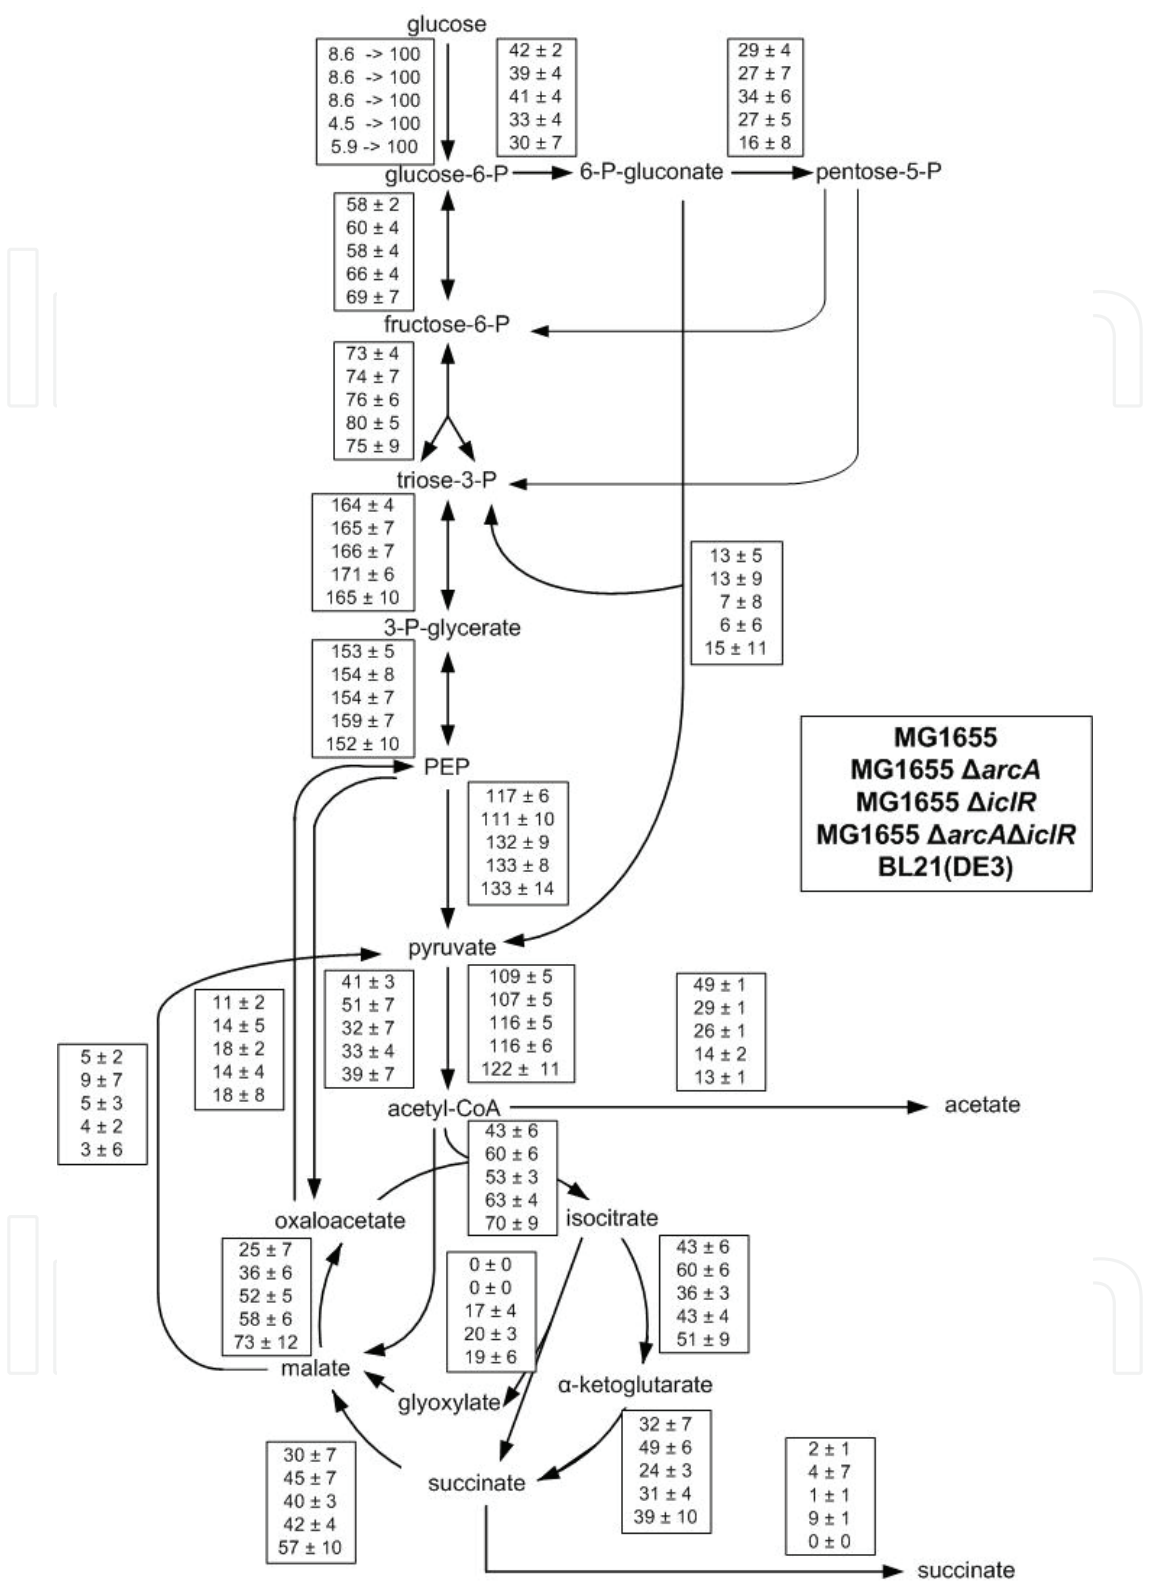 glucose
8.6 -> 100
8.6 -> 100
8.6 -> 100
4.5 -> 100
5.9 -> 100
42 ± 2
39 ± 4
41 ± 4
33 ± 4
30 ± 7
29 ± 4
27 ± 7
34 ± 6
27 ± 5
16 ± 8
glucose-6-P
6-P-gluconate
pentose-5-P
58 ± 2
60 ± 4
58 ± 4
66 ± 4
69 ± 7
fructose-6-P
73 ± 4
74 ± 7
76 ± 6
80 ± 5
75 ± 9
triose-3-P
164 ± 4
165 ± 7
166 ± 7
171 ± 6
165 ± 10
13 ± 5
13 ± 9
7 ± 8
6 ± 6
15 ± 11
3-P-glycerate
153 ± 5
154 ± 8
154 ± 7
159 ± 7
152 ± 10
MG1655
MG1655 ΔarcA
MG1655 ΔiclR
MG1655 ΔarcAΔiclR
BL21(DE3)
PEP
117 ± 6
111 ± 10
132 ± 9
133 ± 8
133 ± 14
pyruvate
5 ± 2
9 ± 7
5 ± 3
4 ± 2
3 ± 6
11 ± 2
14 ± 5
18 ± 2
14 ± 4
18 ± 8
41 ± 3
51 ± 7
32 ± 7
33 ± 4
39 ± 7
109 ± 5
107 ± 5
116 ± 5
116 ± 6
122 ± 11
49 ± 1
29 ± 1
26 ± 1
14 ± 2
13 ± 1
acetyl-CoA
acetate
43 ± 6
60 ± 6
53 ± 3
63 ± 4
70 ± 9
oxaloacetate
isocitrate
25 ± 7
36 ± 6
52 ± 5
58 ± 6
73 ± 12
0 ± 0
0 ± 0
17 ± 4
20 ± 3
19 ± 6
43 ± 6
60 ± 6
36 ± 3
43 ± 4
51 ± 9
malate
glyoxylate
α-ketoglutarate
30 ± 7
45 ± 7
40 ± 3
42 ± 4
57 ± 10
succinate
32 ± 7
49 ± 6
24 ± 3
31 ± 4
39 ± 10
2 ± 1
4 ± 7
1 ± 1
9 ± 1
0 ± 0
succinate